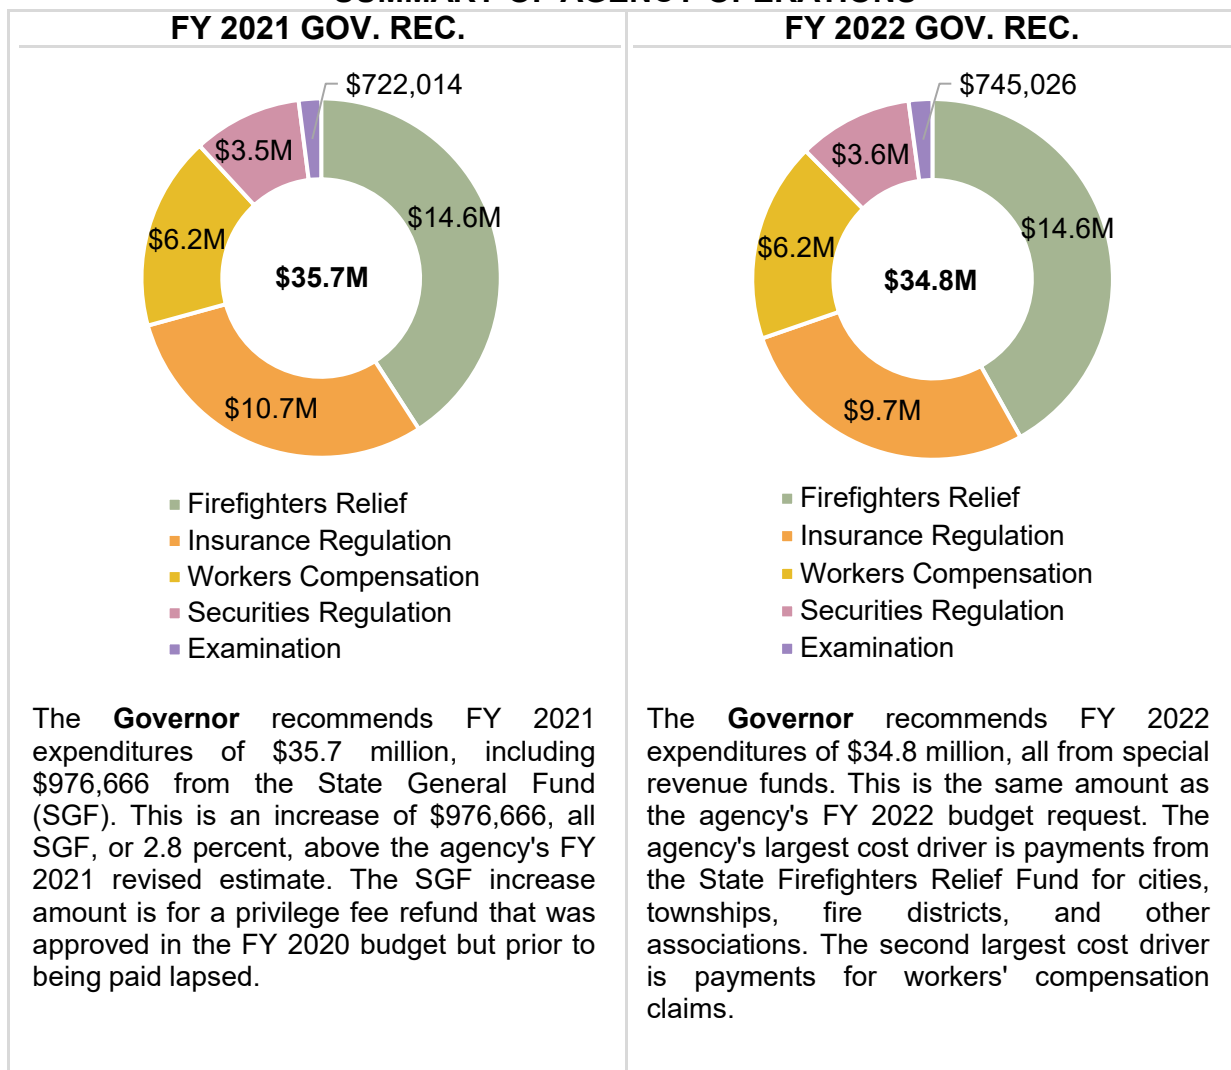 SUMMARY OF AGENCY OPERATIONS
FY 2021 GOV. REC.
$722,014
$3.5M
$14.6M
$6.2M
$35.7M
$10.7M
Firefighters Relief
Insurance Regulation
Workers Compensation
Securities Regulation
Examination
The Governor recommends FY 2021
expenditures of $35.7 million, including
$976,666 from the State General Fund
(SGF). This is an increase of $976,666, all
SGF, or 2.8 percent, above the agency's FY
2021 revised estimate. The SGF increase
amount is for a privilege fee refund that was
approved in the FY 2020 budget but prior to
being paid lapsed.
FY 2022 GOV. REC.
$745,026
$3.6M
$14.6M
$6.2M
$34.8M
$9.7M
Firefighters Relief
Insurance Regulation
Workers Compensation
Securities Regulation
Examination
The Governor recommends FY 2022
expenditures of $34.8 million, all from special
revenue funds. This is the same amount as
the agency's FY 2022 budget request. The
agency's largest cost driver is payments from
the State Firefighters Relief Fund for cities,
townships, fire districts, and other
associations. The second largest cost driver
is payments for workers' compensation
claims.